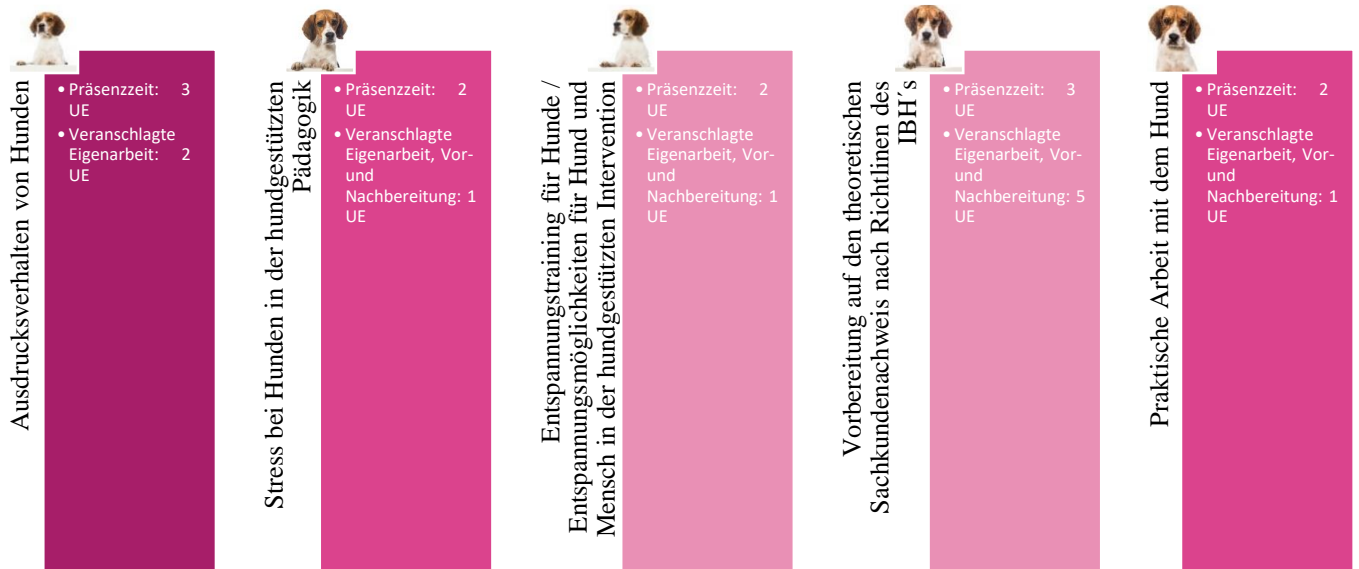 Ausdrucksverhalten von Hunden
• Präsenzzeit: 3
UE
• Veranschlagte
Eigenarbeit: 2
UE
Stress bei Hunden in der hundgestützten
Pädagogik
• Präsenzzeit: 2
UE
• Veranschlagte
Eigenarbeit, Vor-
und
Nachbereitung: 1
UE
Entspannungstraining für Hunde /
Entspannungsmöglichkeiten für Hund und
Mensch in der hundgestützten Intervention
• Präsenzzeit: 2
UE
• Veranschlagte
Eigenarbeit, Vor-
und
Nachbereitung: 1
UE
Vorbereitung auf den theoretischen
Sachkundenachweis nach Richtlinen des
IBH´s
• Präsenzzeit: 3
UE
• Veranschlagte
Eigenarbeit, Vor-
und
Nachbereitung: 5
UE
Praktische Arbeit mit dem Hund
• Präsenzzeit: 2
UE
• Veranschlagte
Eigenarbeit, Vor-
und
Nachbereitung: 1
UE